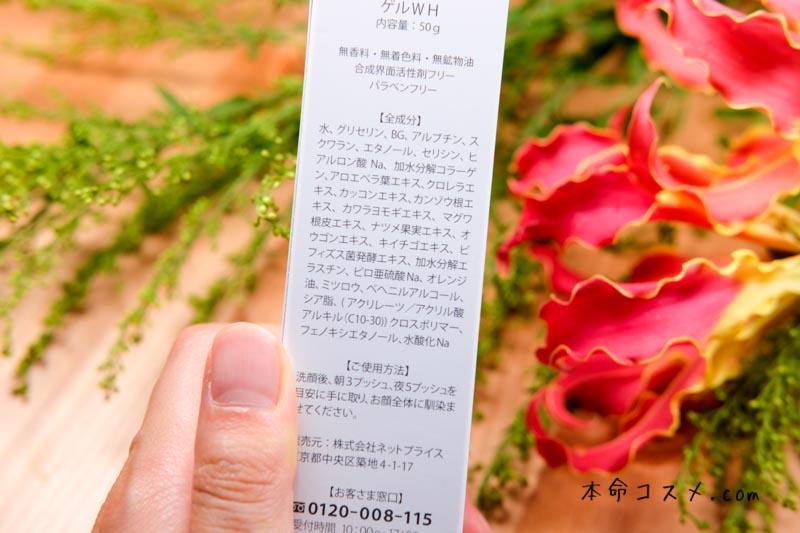 ゲルWH
内容量：50g
無香料・無着色料・無鉱物油
合成界面活性剤フリー
パラベンフリー
【全成分】
水、グリセリン、BG、アルブチン、ス
クワラン、エタノール、セリシン、ヒ
アルロン酸Na、加水分解コラーゲ
ン、アロエベラ葉エキス、クロレラエ
キス、カッコンエキス、カンゾウ根エ
キス、カワラヨモギエキス、マグワ
根皮エキス、ナツメ果実エキス、オ
ウゴンエキス、キイチゴエキス、ビ
フィズス菌発酵エキス、加水分解エ
ラスチン、ピロ亜硫酸Na、オレンジ
油、ミツロウ、ベヘニルアルコール、
シア脂、(アクリレーツ／アクリル酸
アルキル(C10-30))クロスポリマー、
フェノキシエタノール、水酸化Na
【ご使用方法】
洗顔後、朝3プッシュ、夜5プッシュを
目安に手に取り、お顔全体に馴染ま
せてください。
売元：株式会社ネットプライス
京都中央区築地4-1-17
【お客さま窓口】
0120-008-115
受付時間 10:00
本命コスメ.com